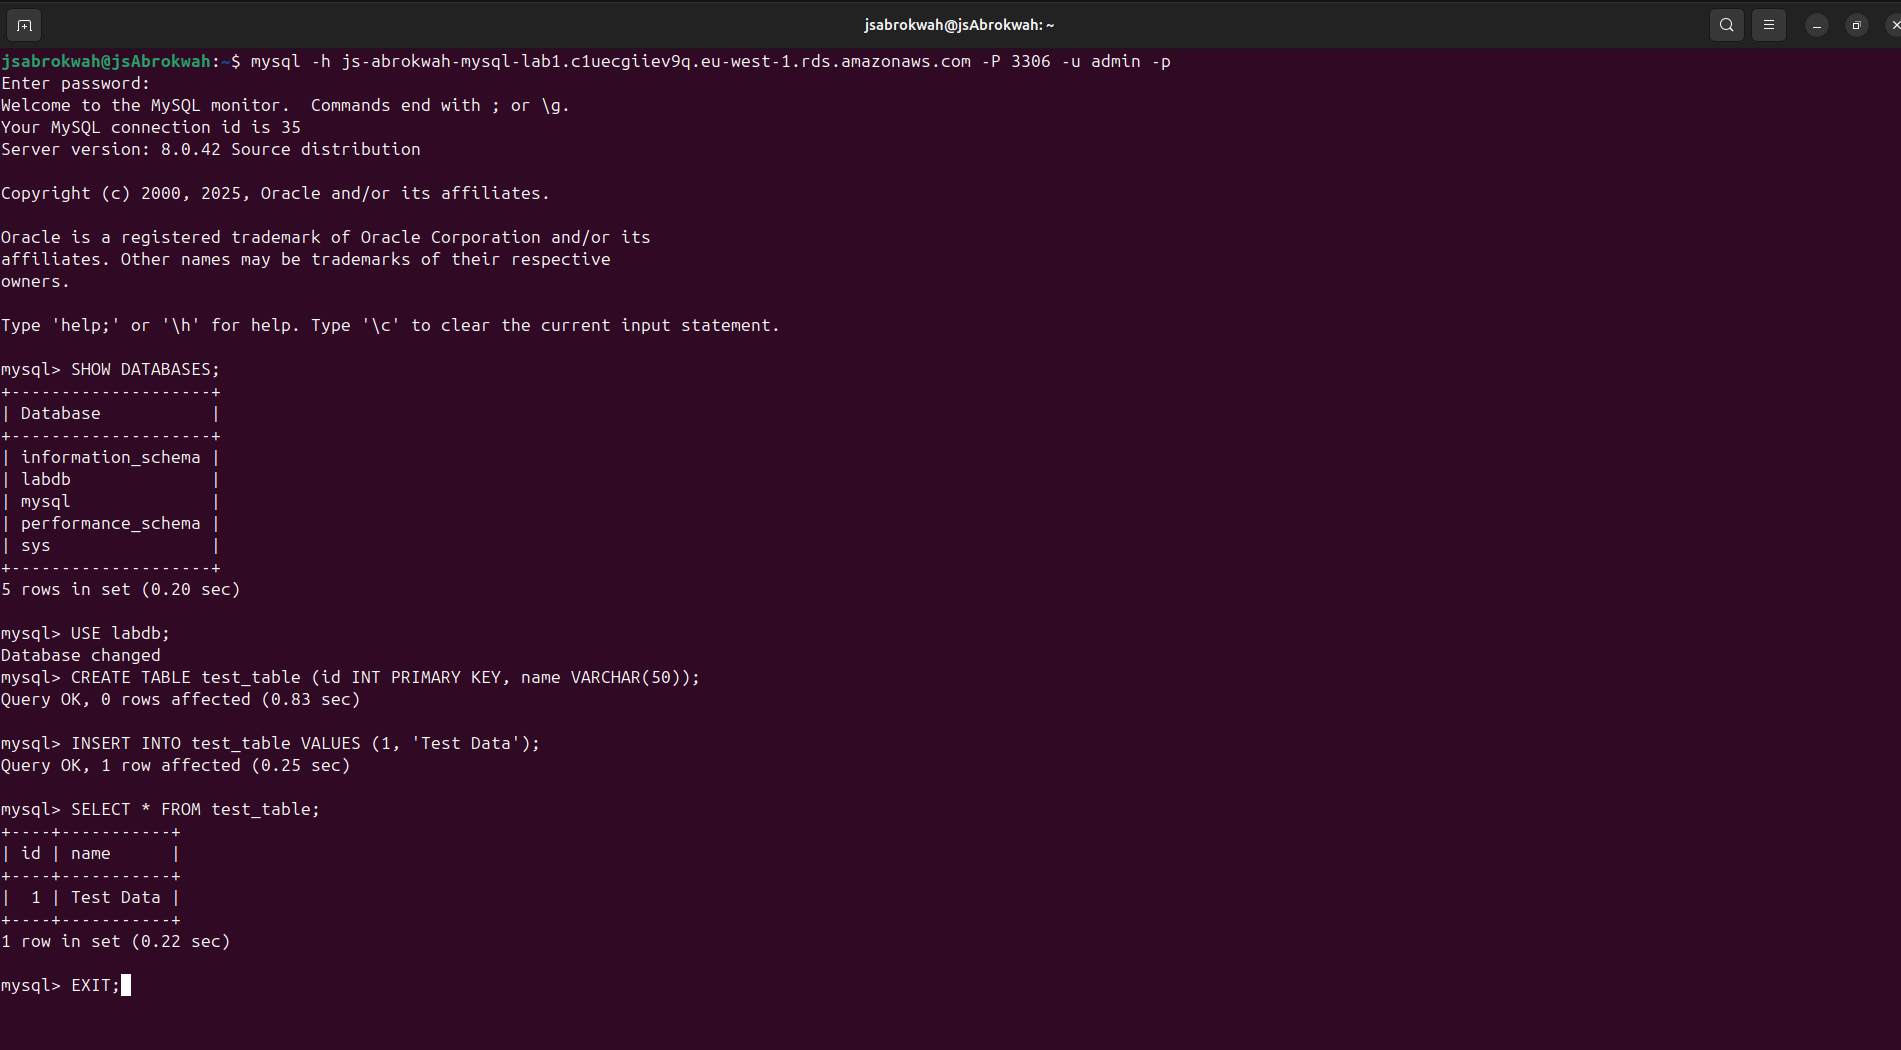 jsabrokwah@jsAbrokwah: ~
jsabrokwah@jsAbrokwah:~$ mysql -h js-abrokwah-mysql-lab1.c1uecgiiev9q.eu-west-1.rds.amazonaws.com -P 3306 -u admin -p
Enter password:
Welcome to the MySQL monitor.  Commands end with ; or \g.
Your MySQL connection id is 35
Server version: 8.0.42 Source distribution

Copyright (c) 2000, 2025, Oracle and/or its affiliates.

Oracle is a registered trademark of Oracle Corporation and/or its
affiliates. Other names may be trademarks of their respective
owners.

Type 'help;' or '\h' for help. Type '\c' to clear the current input statement.

mysql> SHOW DATABASES;
+--------------------+
| Database           |
+--------------------+
| information_schema |
| labdb              |
| mysql              |
| performance_schema |
| sys                |
+--------------------+
5 rows in set (0.20 sec)

mysql> USE labdb;
Database changed
mysql> CREATE TABLE test_table (id INT PRIMARY KEY, name VARCHAR(50));
Query OK, 0 rows affected (0.83 sec)

mysql> INSERT INTO test_table VALUES (1, 'Test Data');
Query OK, 1 row affected (0.25 sec)

mysql> SELECT * FROM test_table;
+----+-----------+
| id | name      |
+----+-----------+
|  1 | Test Data |
+----+-----------+
1 row in set (0.22 sec)

mysql> EXIT;